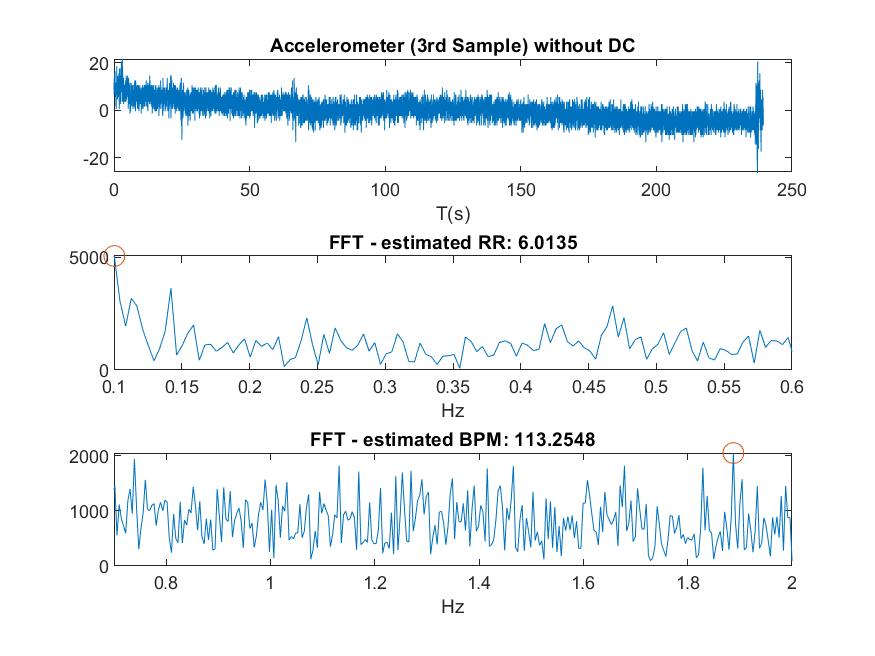 Accelerometer (3rd Sample) without DC
20
0
-20
0 50 100 150 200 250
T(s)
FFT - estimated RR: 6.0135
5000
0
0.1 0.15 0.2 0.25 0.3 0.35 0.4 0.45 0.5 0.55 0.6
Hz
FFT - estimated BPM: 113.2548
2000
1000
0
0.8 1 1.2 1.4 1.6 1.8 2
Hz